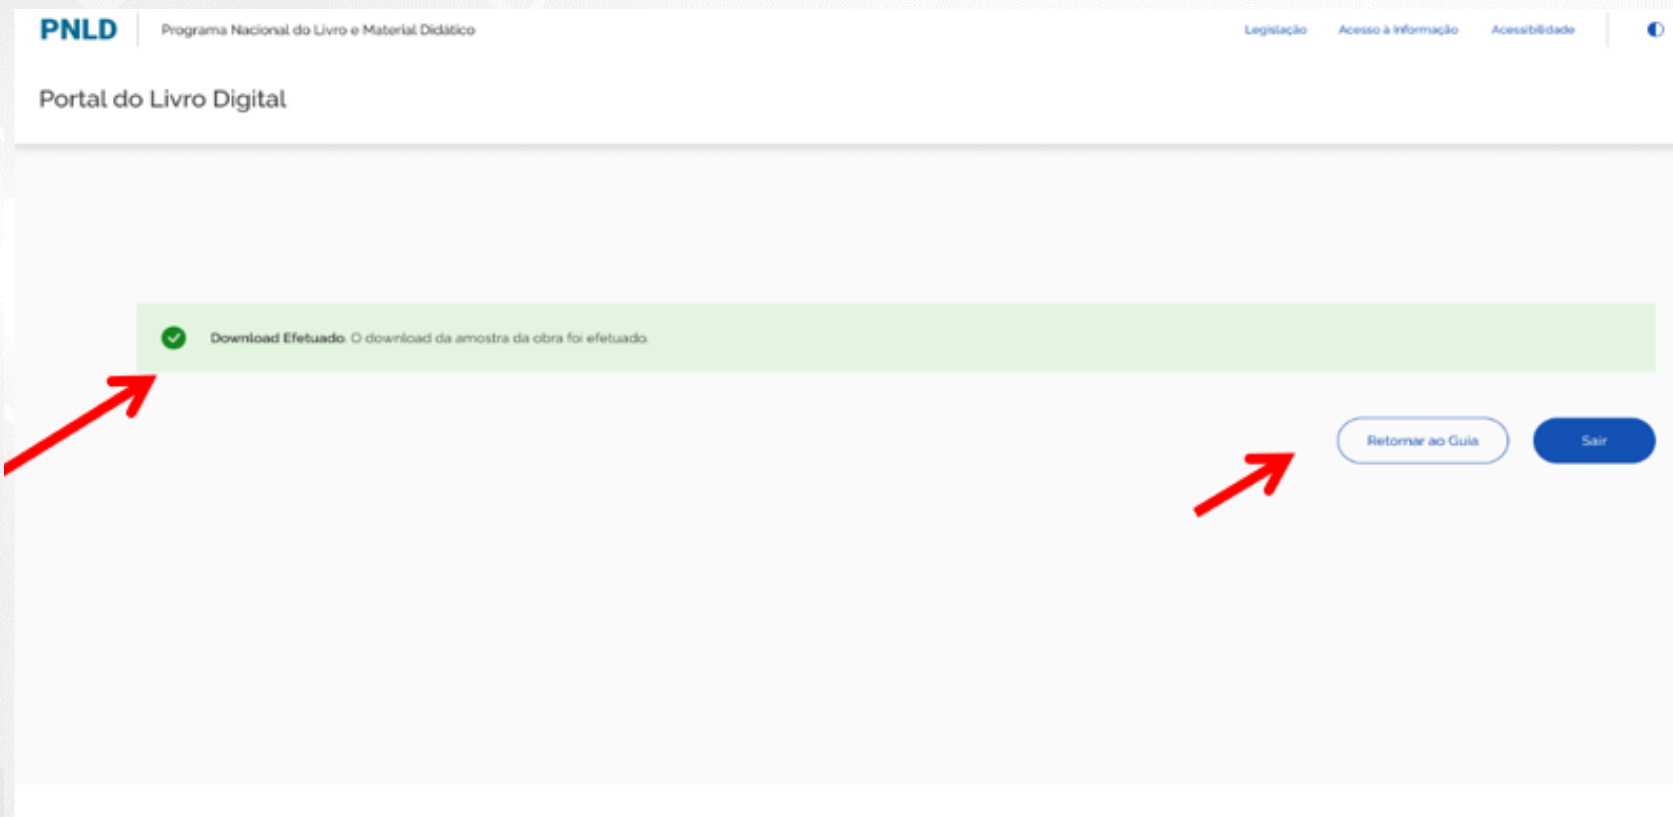 PNLD Programa Nacional do Livro e Material Didático Legislação Acesso à Informação Acessibilidade
Portal do Livro Digital
Download Efetuado. O download da amostra da obra foi efetuado.
Retornar ao Guia Sair